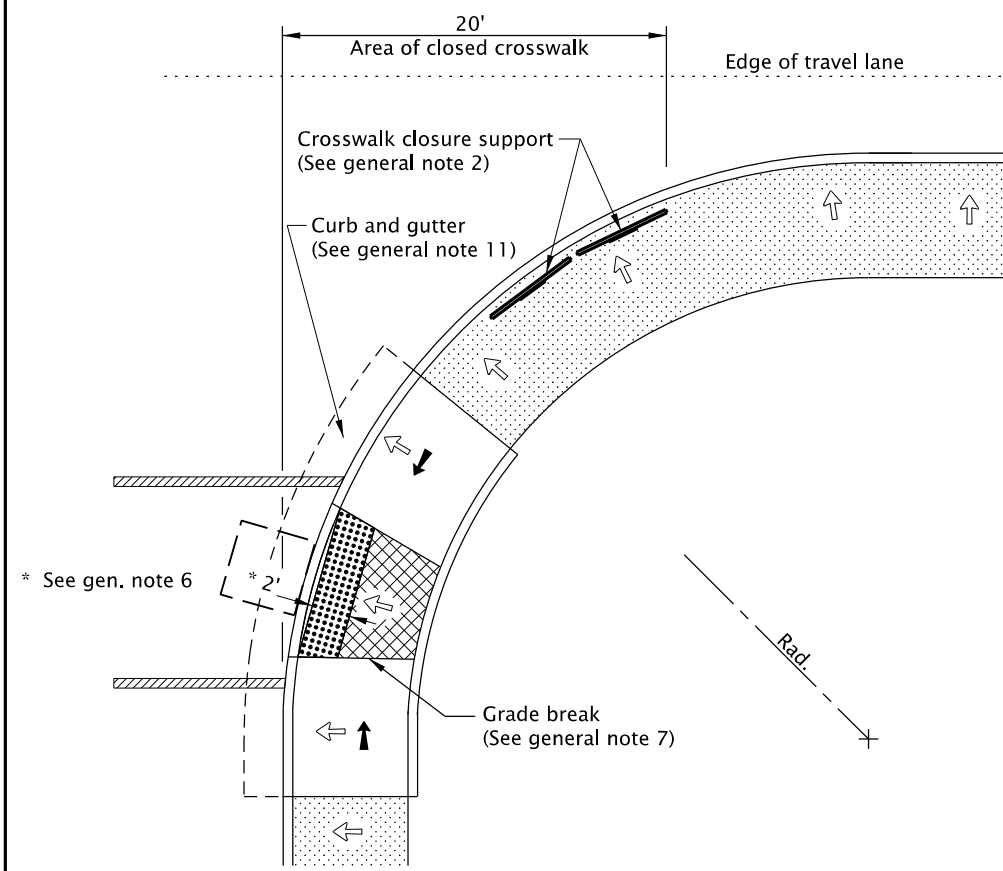 20'
Area of closed crosswalk
Edge of travel lane
Crosswalk closure support
(See general note 2)
Curb and gutter
(See general note 11)
* See gen. note 6
* 2'
Rad.
Grade break
(See general note 7)